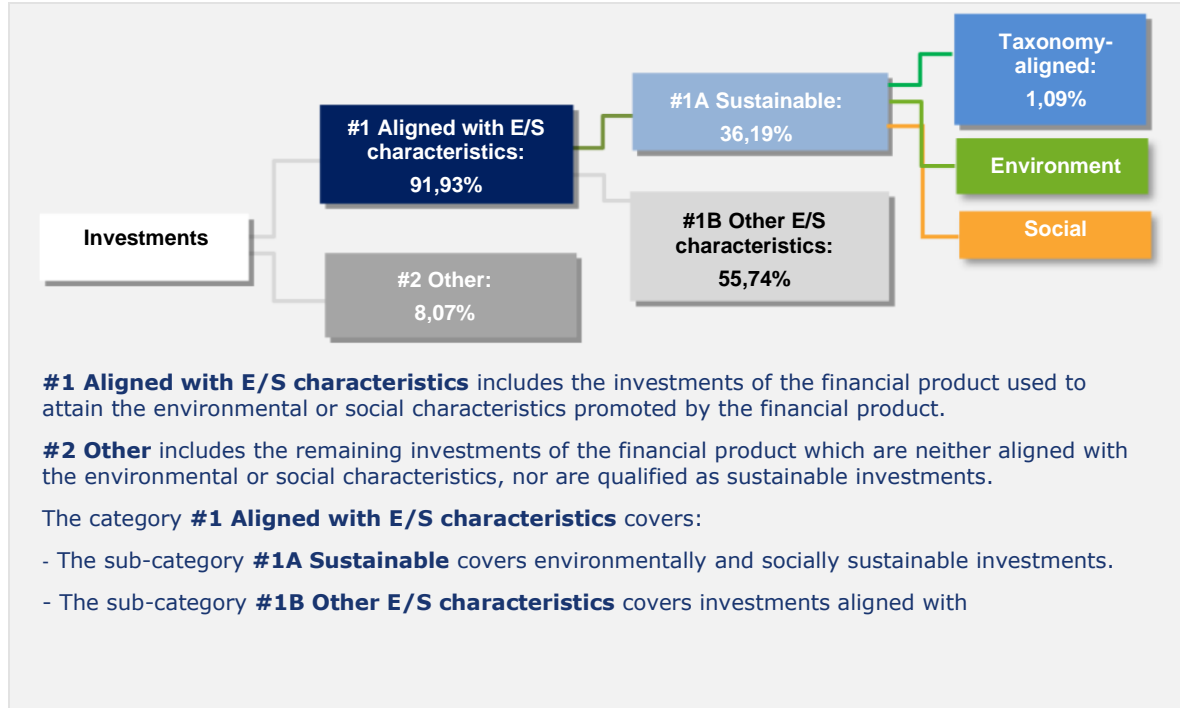 Taxonomy-
aligned:
1,09%
#1A Sustainable:
36,19%
#1 Aligned with E/S
characteristics:
91,93%
Environment
#1B Other E/S
characteristics:
55,74%
Social
Investments
#2 Other:
8,07%
#1 Aligned with E/S characteristics includes the investments of the financial product used to
attain the environmental or social characteristics promoted by the financial product.
#2 Other includes the remaining investments of the financial product which are neither aligned with
the environmental or social characteristics, nor are qualified as sustainable investments.
The category #1 Aligned with E/S characteristics covers:
- The sub-category #1A Sustainable covers environmentally and socially sustainable investments.
- The sub-category #1B Other E/S characteristics covers investments aligned with